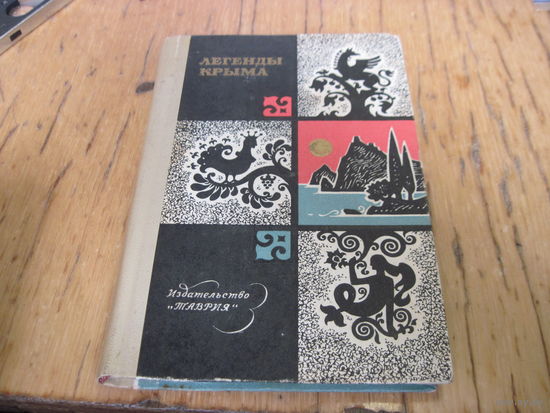 ЛЕГЕНДЫ
КРЫМА
Издательство
„ТАВРИЯ"